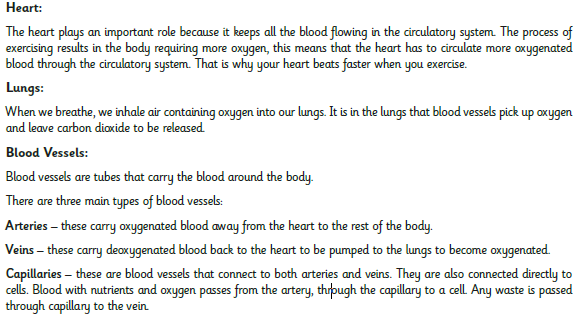 Heart:
The heart plays an important role because it keeps all the blood flowing in the circulatory system. The process of
exercising results in the body requiring more oxygen, this means that the heart has to circulate more oxygenated
blood through the circulatory system. That is why your heart beats faster when you exercise.
Lungs:
When we breathe, we inhale air containing oxygen into our lungs. It is in the lungs that blood vessels pick up oxygen
and leave carbon dioxide to be released.
Blood Vessels:
Blood vessels are tubes that carry the blood around the body.
There are three main types of blood vessels:
Arteries – these carry oxygenated blood away from the heart to the rest of the body.
Veins – these carry deoxygenated blood back to the heart to be pumped to the lungs to become oxygenated.
Capillaries – these are blood vessels that connect to both arteries and veins. They are also connected directly to
cells. Blood with nutrients and oxygen passes from the artery, through the capillary to a cell. Any waste is passed
through capillary to the vein.